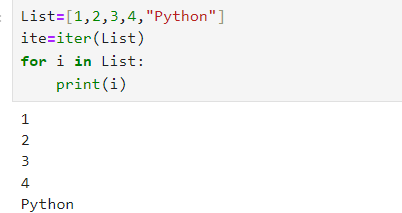 List=[1,2,3,4,"Python"]
ite=iter(List)
for i in List:
    print(i)
1
2
3
4
Python